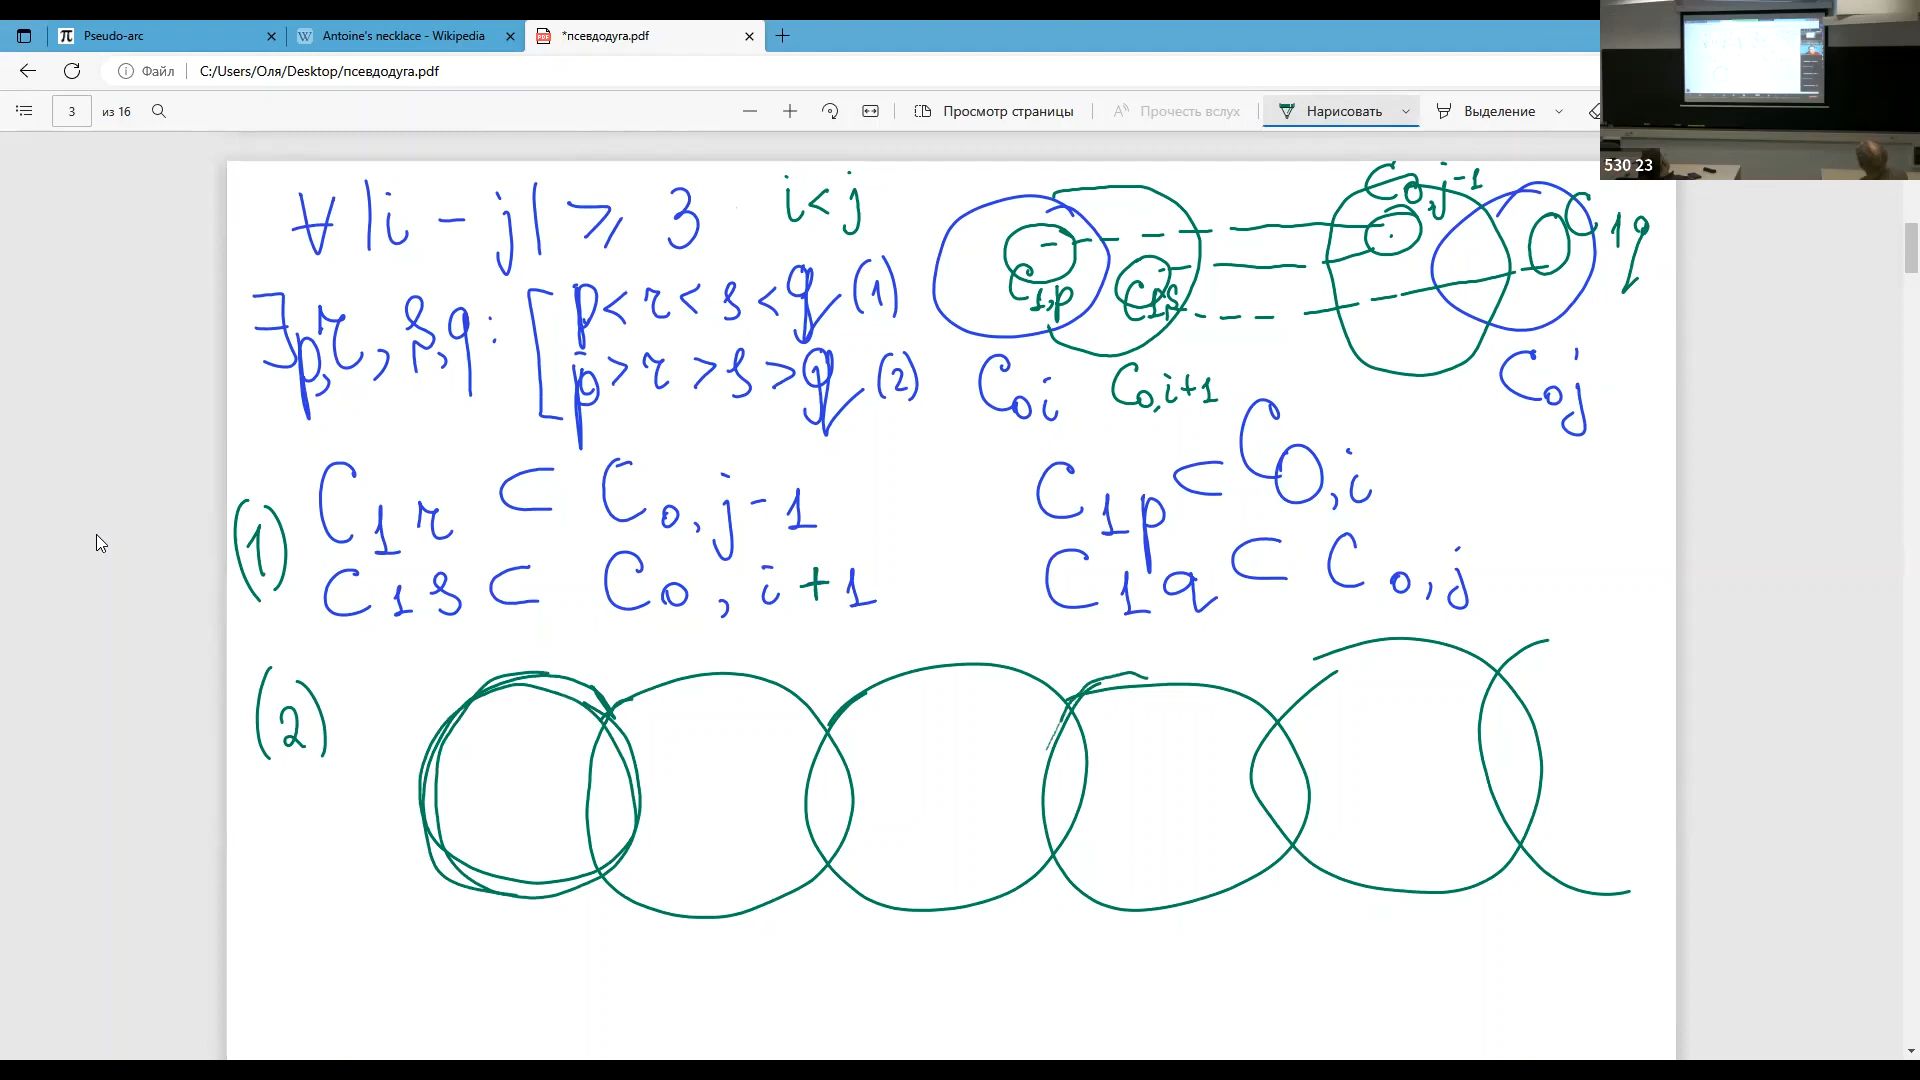 Pseudo-arc
Antoine's necklace - Wikipedia
*псевдодуга.pdf
Файл
C:/Users/Оля/Desktop/псевдодуга.pdf
3
из 16
Просмотр страницы
Прочесть вслух
Нарисовать
Выделение
530 23
∀ |i - j| ⩾ 3
i < j
∃ p, r, s, q : [ p < r < s < q (1)
p > r > s > q (2)
C0,j-1
C1q
C1,p
C1,s
C0i
C0,i+1
C0j
(1) C1r ⊂ C0,j-1
C1p ⊂ C0,i
C1s ⊂ C0,i+1
C1q ⊂ C0,j
(2)